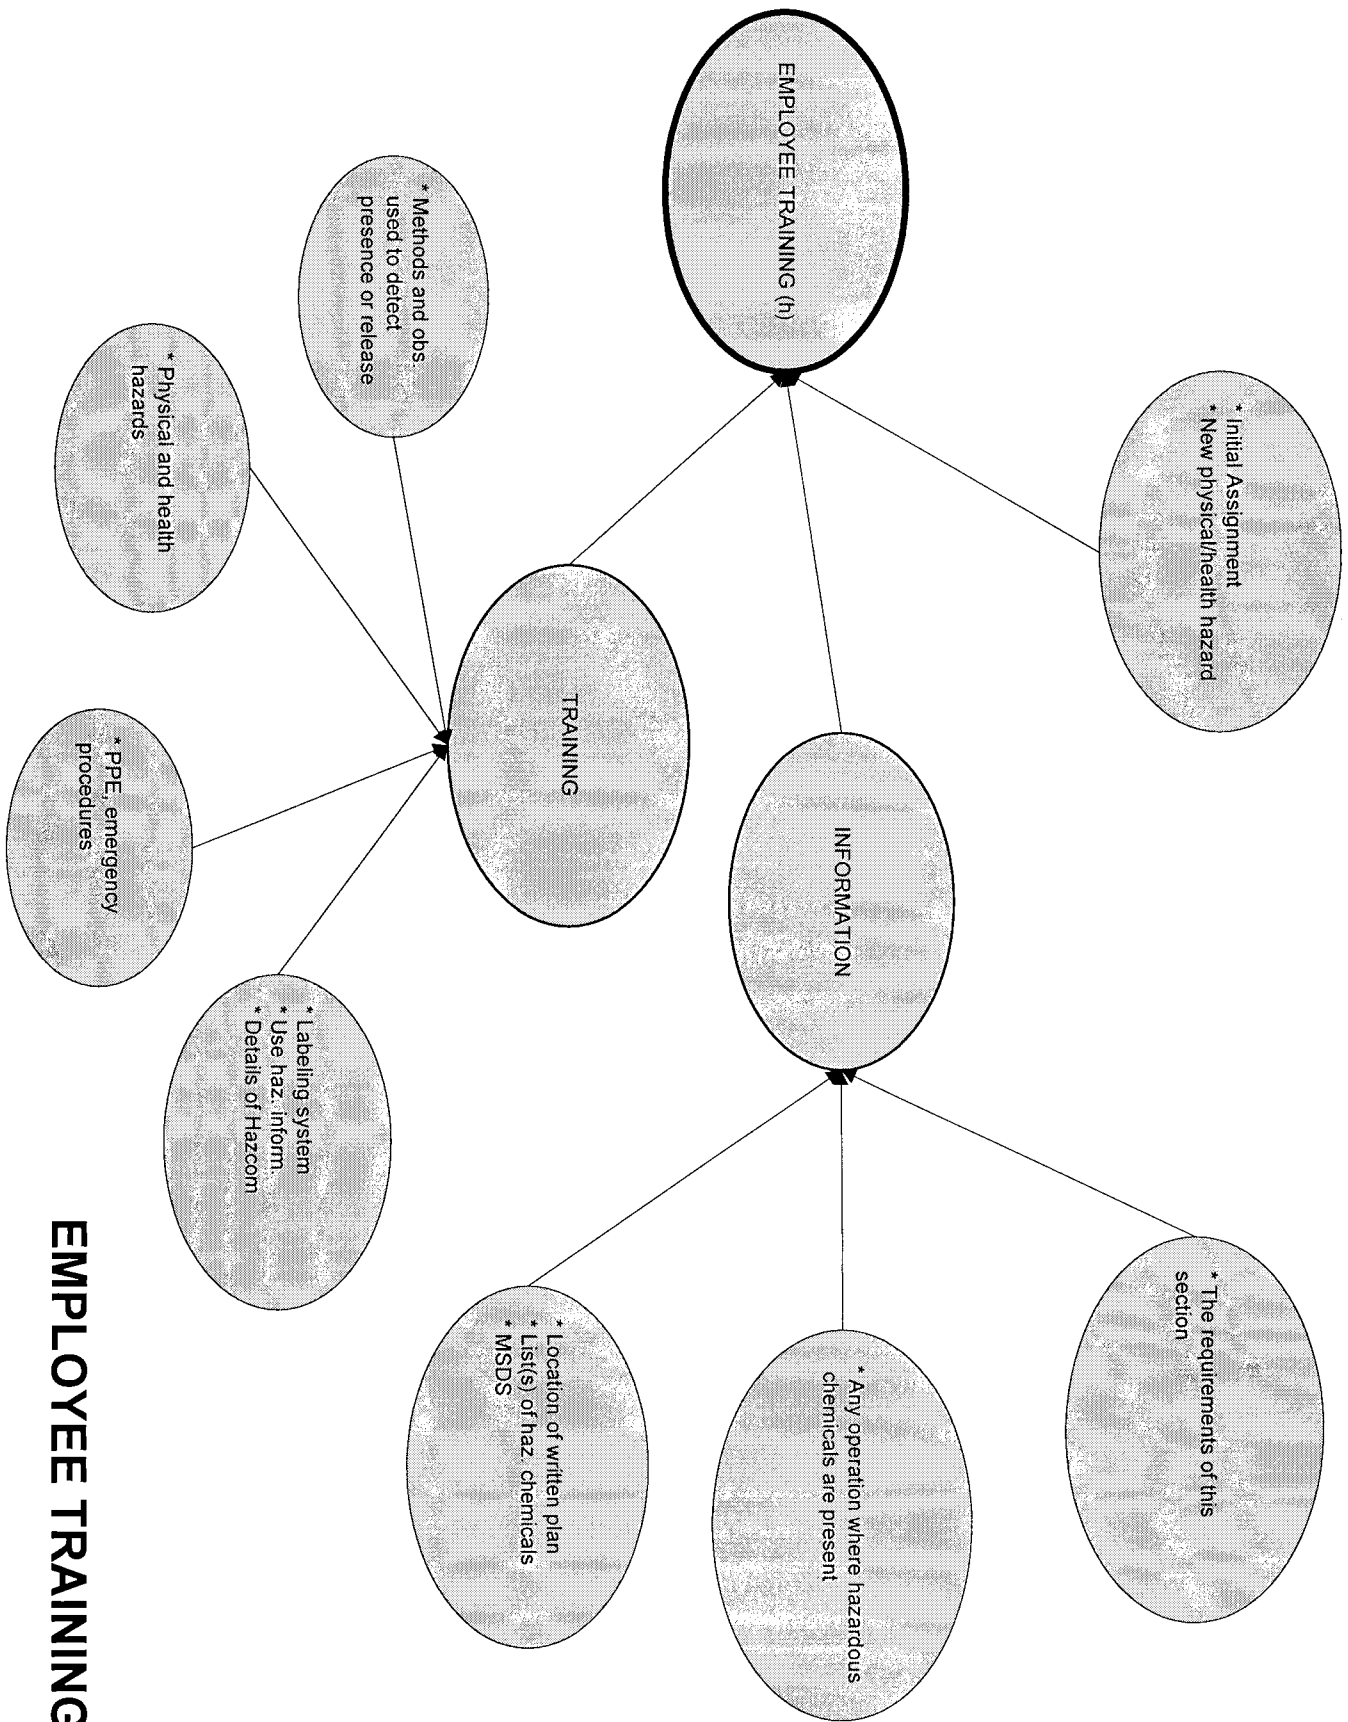 * Initial Assignment
* New physical/health hazard
EMPLOYEE TRAINING (h)
* The requirements of this
section
INFORMATION
* Any operation where hazardous
chemicals are present
* Location of written plan
* List(s) of haz. chemicals
* MSDS
TRAINING
* Methods and obs.
used to detect
presence or release
* Physical and health
hazards
* PPE, emergency
procedures
* Labeling system
* Use haz. inform.
* Details of Hazcom
EMPLOYEE TRAINING